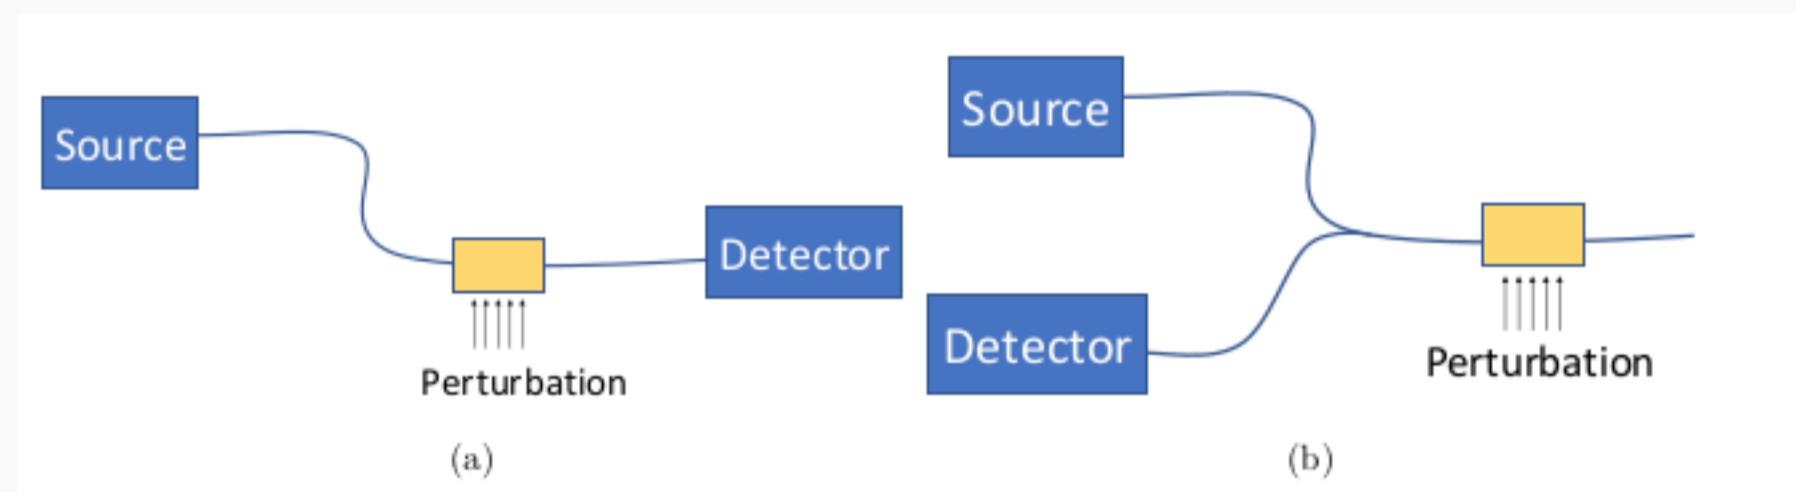 Source
Detector
Perturbation
(a)
Source
Detector
Perturbation
(b)